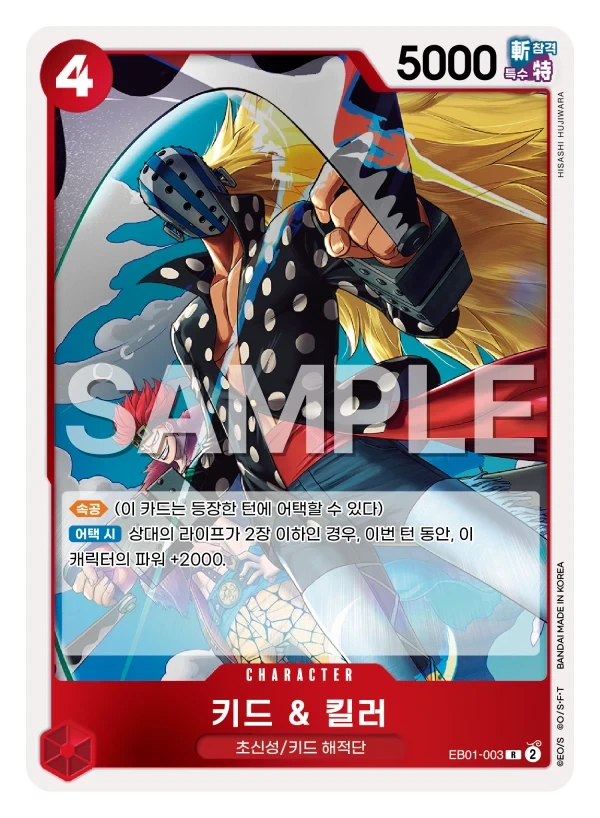 4
5000
斬 참격
특수 特
HISASHI HUJIWARA
SAMPLE
속공 (이 카드는 등장한 턴에 어택할 수 있다)
어택 시 상대의 라이프가 2장 이하인 경우, 이번 턴 동안, 이
캐릭터의 파워 +2000.
CHARACTER
키드 & 킬러
초신성/키드 해적단
EB01-003 R 2
©EO/S ©O/S·F·T BANDAI MADE IN KOREA